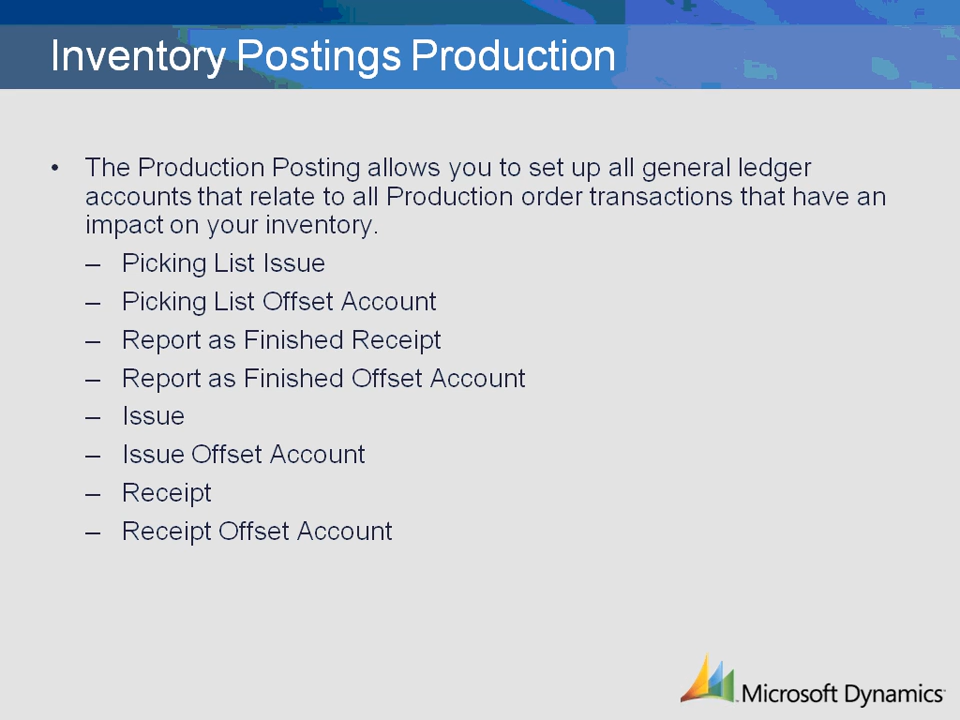 Inventory Postings Production
• The Production Posting allows you to set up all general ledger
accounts that relate to all Production order transactions that have an
impact on your inventory.
– Picking List Issue
– Picking List Offset Account
– Report as Finished Receipt
– Report as Finished Offset Account
– Issue
– Issue Offset Account
– Receipt
– Receipt Offset Account
Microsoft Dynamics